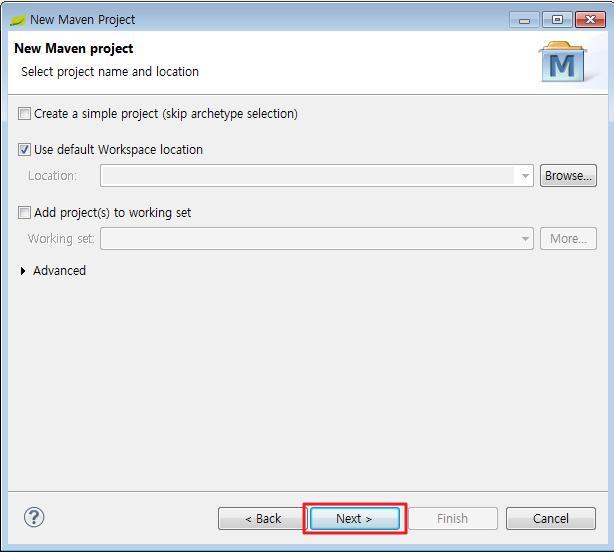 New Maven Project
New Maven project
Select project name and location
M
Create a simple project (skip archetype selection)
Use default Workspace location
Location:
Browse...
Add project(s) to working set
Working set:
More...
Advanced
?
< Back
Next >
Finish
Cancel